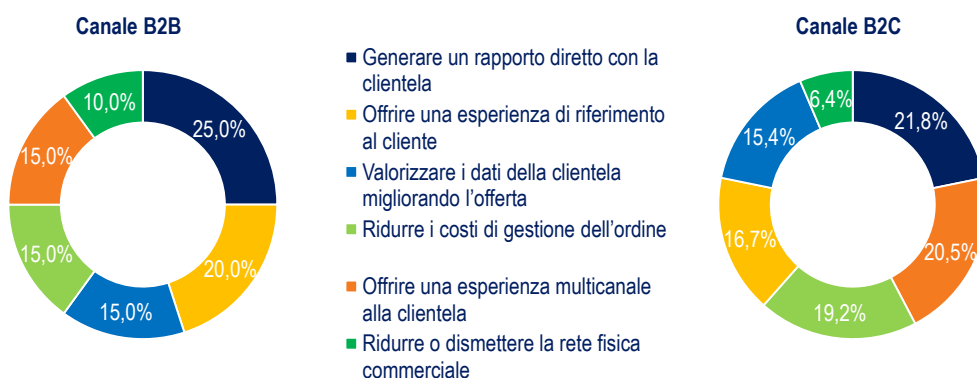 Canale B2B
25,0%
20,0%
15,0%
15,0%
15,0%
10,0%
Generare un rapporto diretto con la
clientela
Offrire una esperienza di riferimento
al cliente
Valorizzare i dati della clientela
migliorando l’offerta
Ridurre i costi di gestione dell’ordine
Offrire una esperienza multicanale
alla clientela
Ridurre o dismettere la rete fisica
commerciale
Canale B2C
21,8%
20,5%
19,2%
16,7%
15,4%
6,4%